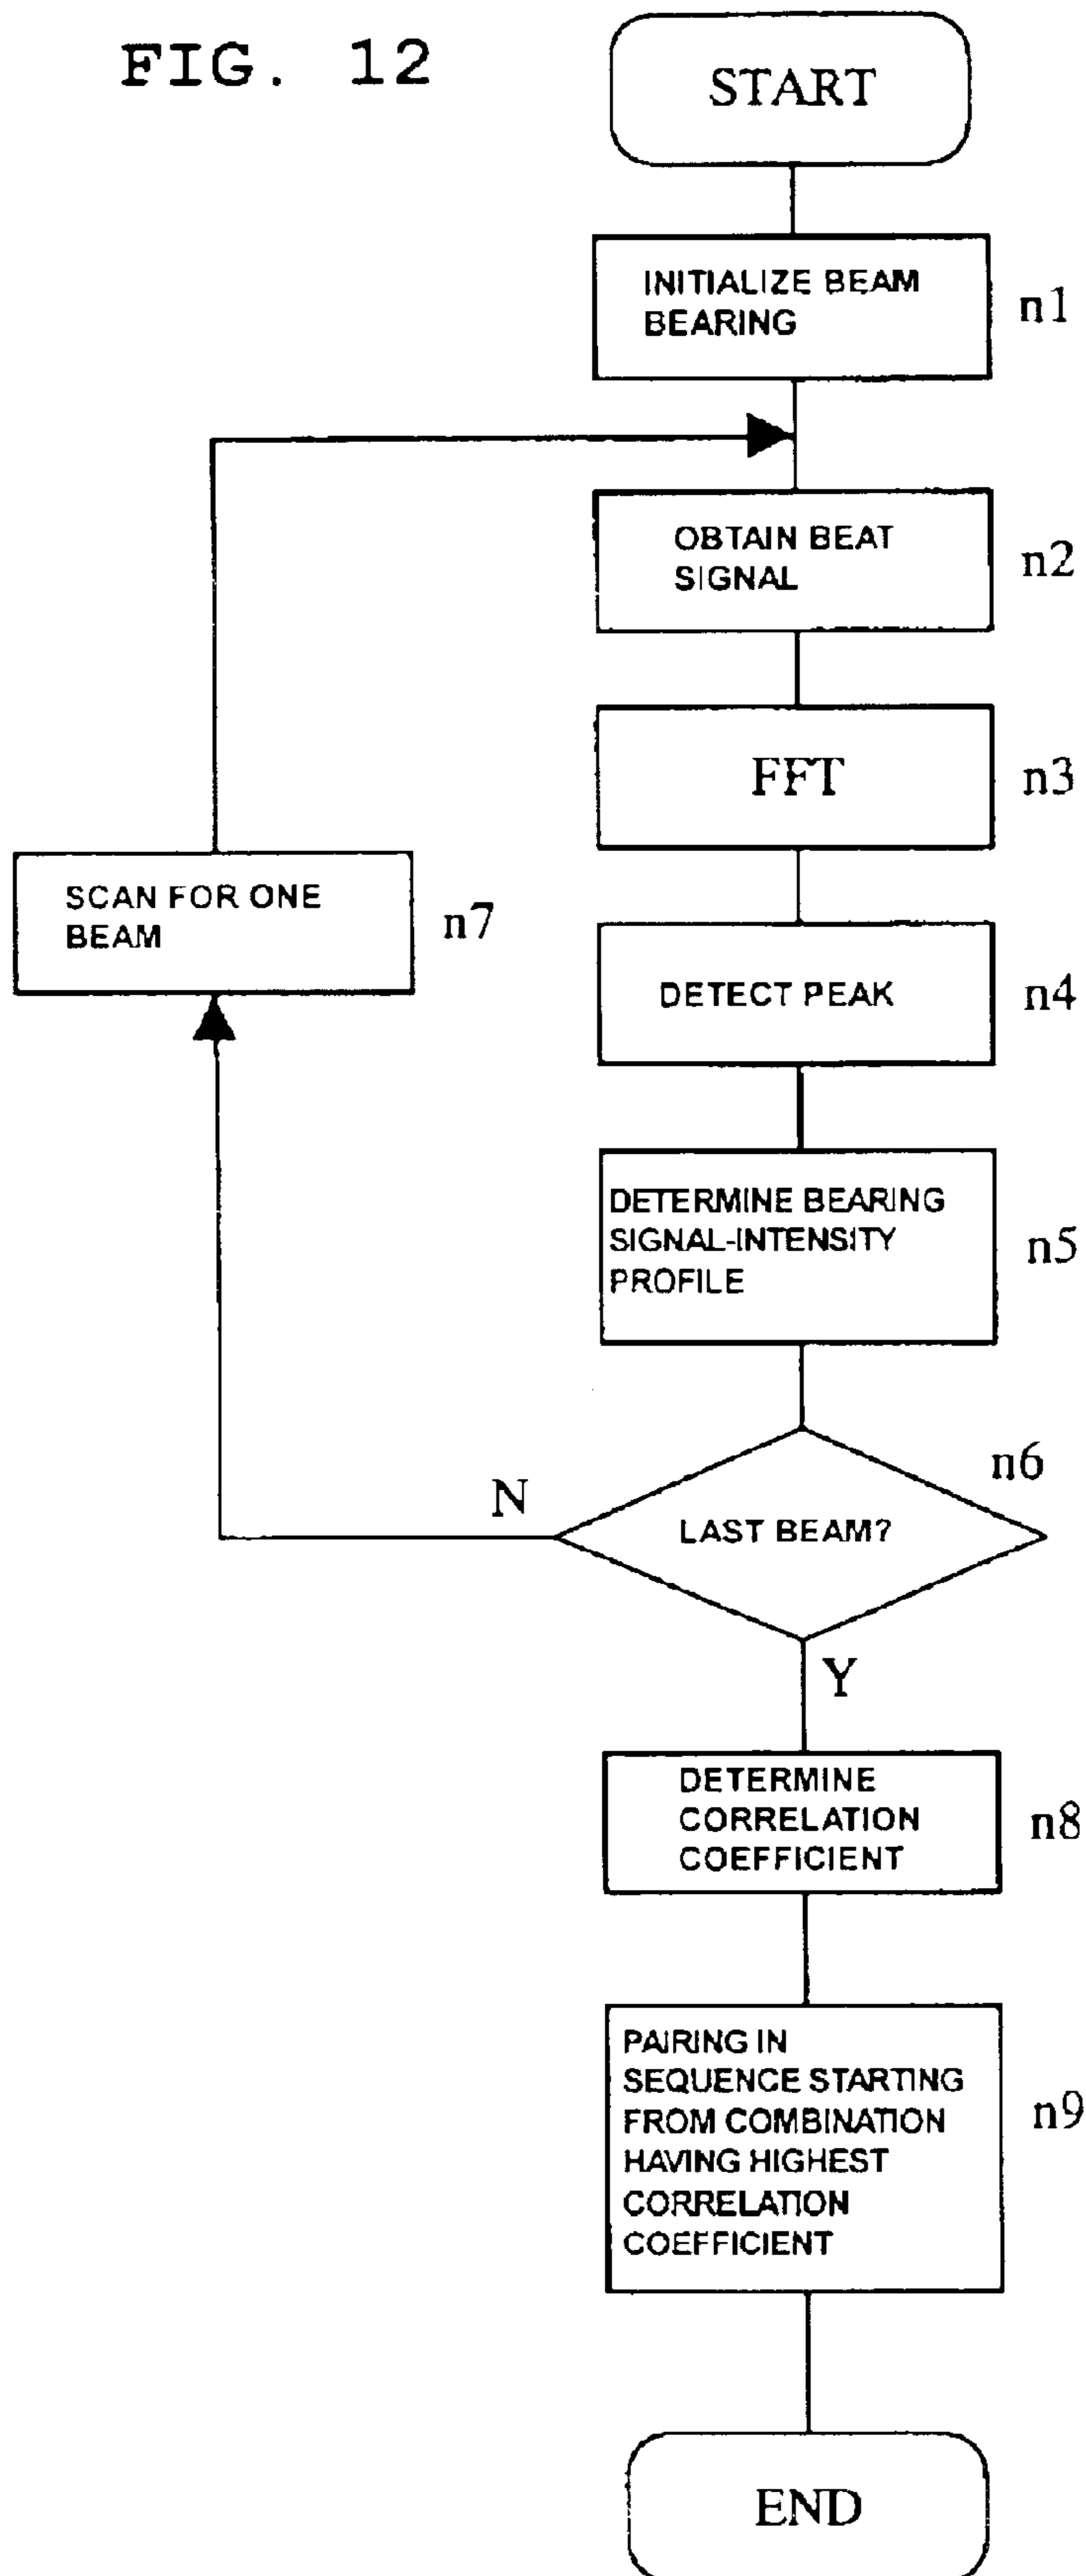 FIG. 12
START
INITIALIZE BEAM
BEARING
n1
OBTAIN BEAT
SIGNAL
n2
FFT
n3
SCAN FOR ONE
BEAM
n7
DETECT PEAK
n4
DETERMINE BEARING
SIGNAL-INTENSITY
PROFILE
n5
n6
N
LAST BEAM?
Y
DETERMINE
CORRELATION
COEFFICIENT
n8
PAIRING IN
SEQUENCE STARTING
FROM COMBINATION
HAVING HIGHEST
CORRELATION
COEFFICIENT
n9
END